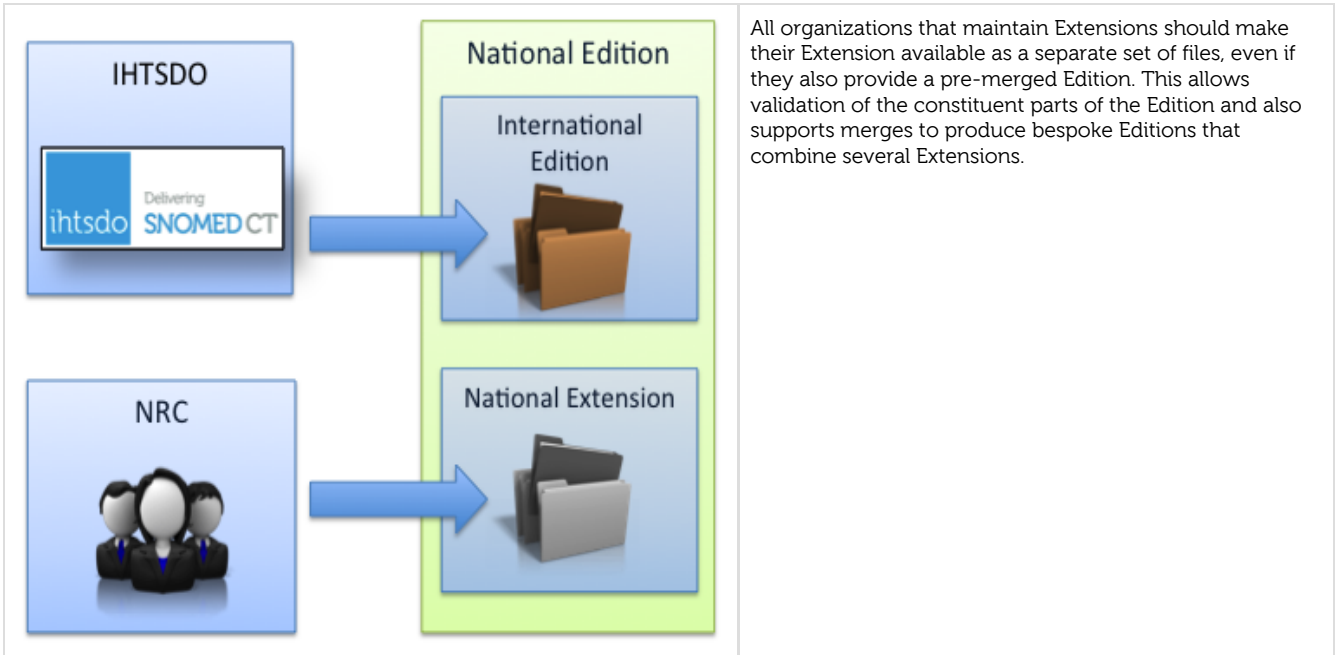 IHTSDO
ihtsdo
Delivering
SNOMED CT
NRC
National Edition
International
Edition
National Extension
All organizations that maintain Extensions should make
their Extension available as a separate set of files, even if
they also provide a pre-merged Edition. This allows
validation of the constituent parts of the Edition and also
supports merges to produce bespoke Editions that
combine several Extensions.